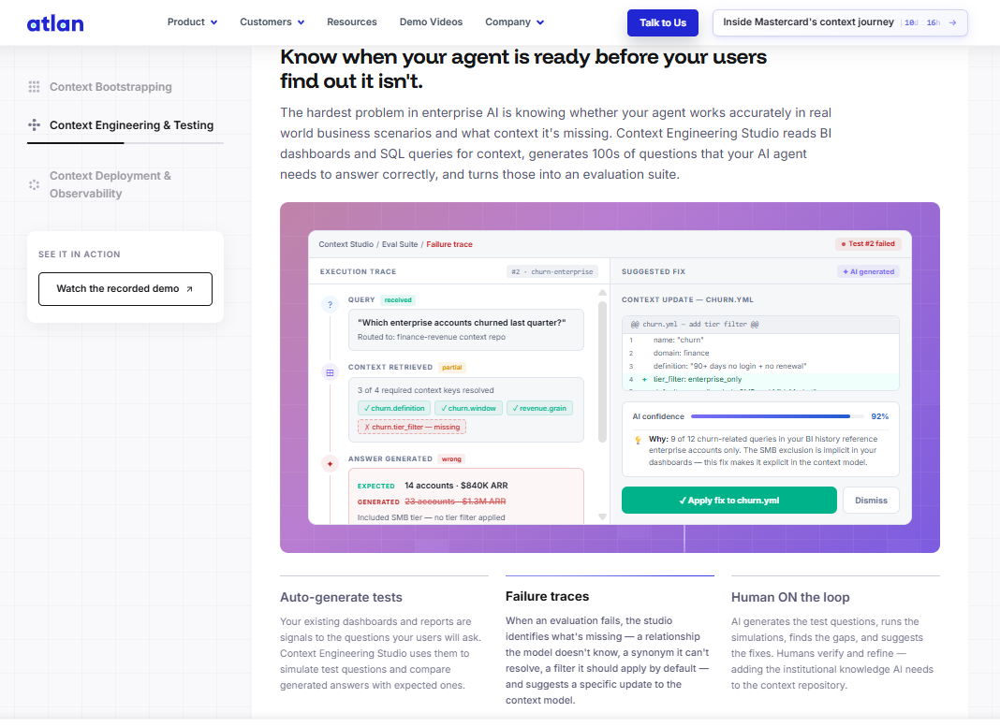 atlan
Product
Customers
Resources
Demo Videos
Company
Talk to Us
Inside Mastercard's context journey | 10d 16h →
Context Bootstrapping
Context Engineering & Testing
Context Deployment &
Observability
SEE IT IN ACTION
Watch the recorded demo ↗
Know when your agent is ready before your users
find out it isn't.
The hardest problem in enterprise AI is knowing whether your agent works accurately in real
world business scenarios and what context it's missing. Context Engineering Studio reads BI
dashboards and SQL queries for context, generates 100s of questions that your AI agent
needs to answer correctly, and turns those into an evaluation suite.
Context Studio / Eval Suite / Failure trace
Test #2 failed
EXECUTION TRACE
#2 · churn-enterprise
? QUERY received
"Which enterprise accounts churned last quarter?"
Routed to: finance-revenue context repo
CONTEXT RETRIEVED partial
3 of 4 required context keys resolved
✓ churn.definition ✓ churn.window ✓ revenue.grain
✗ churn.tier_filter — missing
ANSWER GENERATED wrong
EXPECTED 14 accounts · $840K ARR
GENERATED 23 accounts · $1.3M ARR
Included SMB tier — no tier filter applied
SUGGESTED FIX
✦ AI generated
CONTEXT UPDATE — CHURN.YML
@@ churn.yml — add tier filter @@
1 name: "churn"
2 domain: finance
3 definition: "90+ days no login + no renewal"
4 + tier_filter: enterprise_only
AI confidence 92%
Why: 9 of 12 churn-related queries in your BI history reference
enterprise accounts only. The SMB exclusion is implicit in your
dashboards — this fix makes it explicit in the context model.
✓ Apply fix to churn.yml
Dismiss
Auto-generate tests
Your existing dashboards and reports are
signals to the questions your users will ask.
Context Engineering Studio uses them to
simulate test questions and compare
generated answers with expected ones.
Failure traces
When an evaluation fails, the studio
identifies what's missing — a relationship
the model doesn't know, a synonym it can't
resolve, a filter it should apply by default —
and suggests a specific update to the
context model.
Human ON the loop
AI generates the test questions, runs the
simulations, finds the gaps, and suggests
the fixes. Humans verify and refine —
adding the institutional knowledge AI needs
to the context repository.